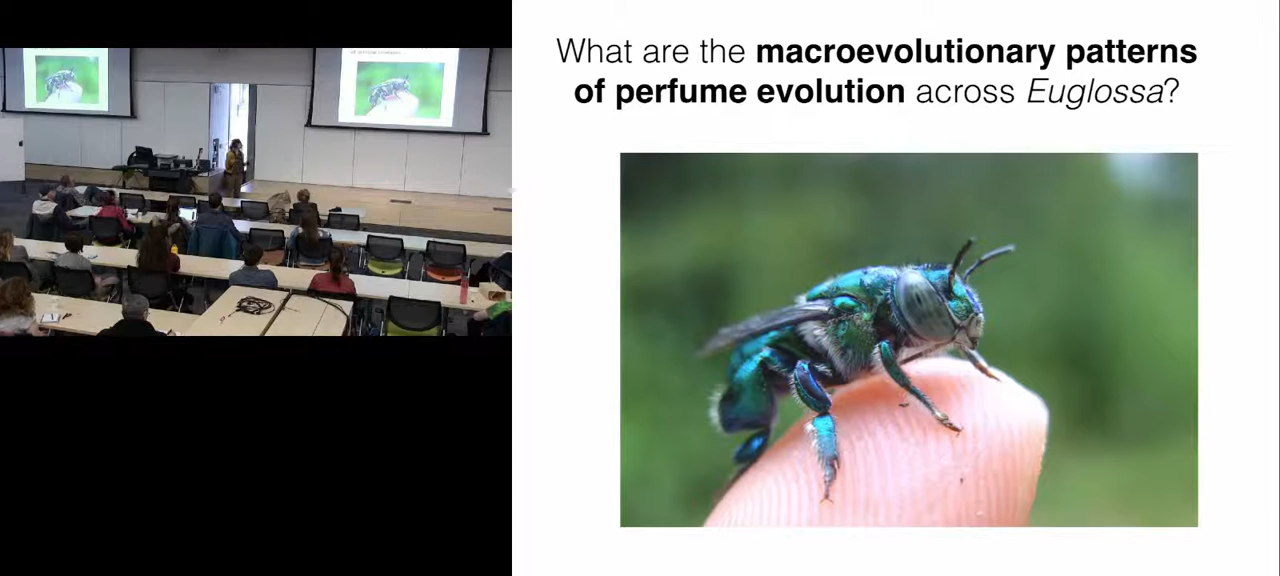 What are the macroevolutionary patterns
of perfume evolution across Euglossa?